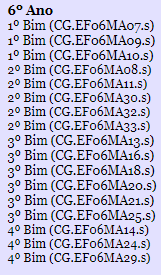 6º Ano
1º Bim (CG.EF06MA07.s)
1º Bim (CG.EF06MA09.s)
1º Bim (CG.EF06MA10.s)
2º Bim (CG.EF06MA08.s)
2º Bim (CG.EF06MA11.s)
2º Bim (CG.EF06MA30.s)
2º Bim (CG.EF06MA32.s)
2º Bim (CG.EF06MA33.s)
3º Bim (CG.EF06MA13.s)
3º Bim (CG.EF06MA16.s)
3º Bim (CG.EF06MA18.s)
3º Bim (CG.EF06MA20.s)
3º Bim (CG.EF06MA21.s)
3º Bim (CG.EF06MA25.s)
4º Bim (CG.EF06MA14.s)
4º Bim (CG.EF06MA24.s)
4º Bim (CG.EF06MA29.s)